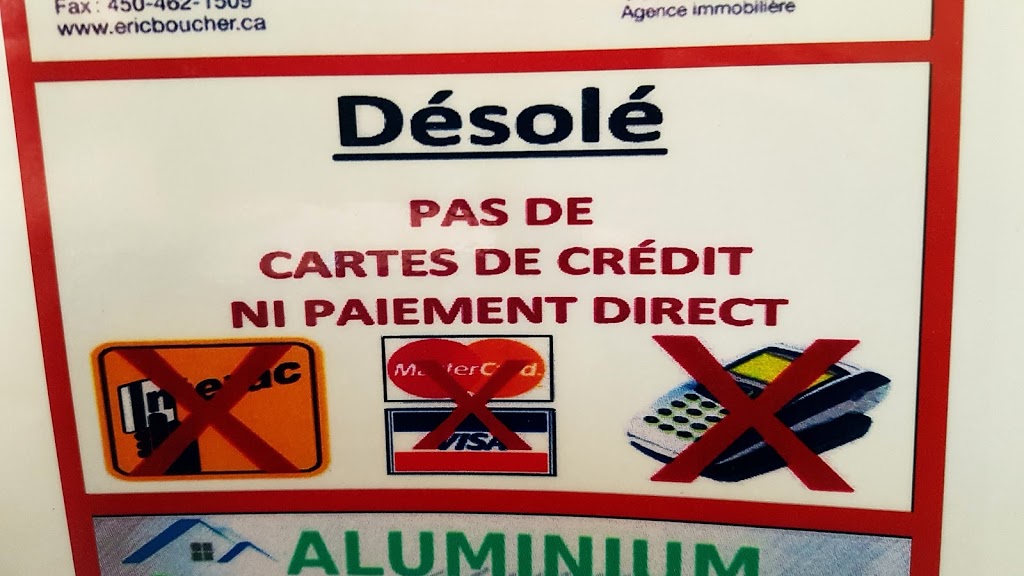 Fax : 450-462-1509
www.ericboucher.ca
Agence immobilière
Désolé
PAS DE
CARTES DE CRÉDIT
NI PAIEMENT DIRECT
Interac
MasterCard
VISA
ALUMINIUM